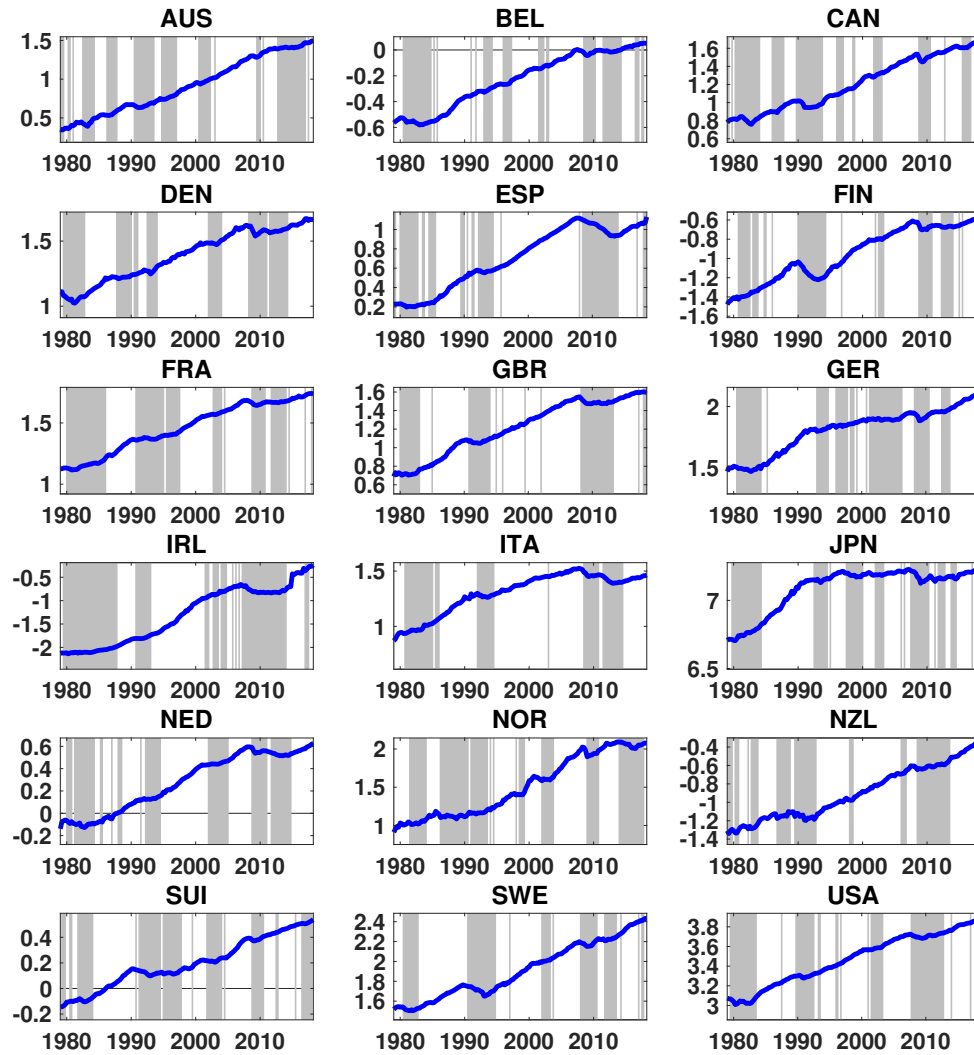 AUS BEL CAN
1.5 0 1.6
1 -0.2 1.4
0.5 -0.4 1.2
-0.6 1
0.8
0.6
1980 1990 2000 2010 1980 1990 2000 2010 1980 1990 2000 2010
DEN ESP FIN
1.5 1 -0.6
1 0.8 -0.8
0.6 -1
0.4 -1.2
0.2 -1.4
-1.6
1980 1990 2000 2010 1980 1990 2000 2010 1980 1990 2000 2010
FRA GBR GER
1.5 1.6 2
1 1.4 1.5
1.2
1
0.8
0.6
1980 1990 2000 2010 1980 1990 2000 2010 1980 1990 2000 2010
IRL ITA JPN
-0.5 1.5 7
-1 1 6.5
-1.5
-2
1980 1990 2000 2010 1980 1990 2000 2010 1980 1990 2000 2010
NED NOR NZL
0.6 2 -0.4
0.4 1.5 -0.6
0.2 1 -0.8
0 -1
-0.2 -1.2
-1.4
1980 1990 2000 2010 1980 1990 2000 2010 1980 1990 2000 2010
SUI SWE USA
0.4 2.4 3.8
0.2 2.2 3.6
0 2 3.4
-0.2 1.8 3.2
1.6 3
1980 1990 2000 2010 1980 1990 2000 2010 1980 1990 2000 2010